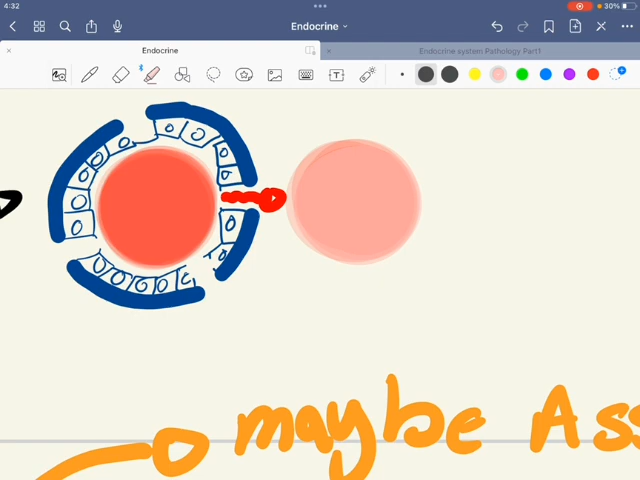 4:32
30%
Endocrine
Endocrine
Endocrine system Pathology Part1
maybe Ass